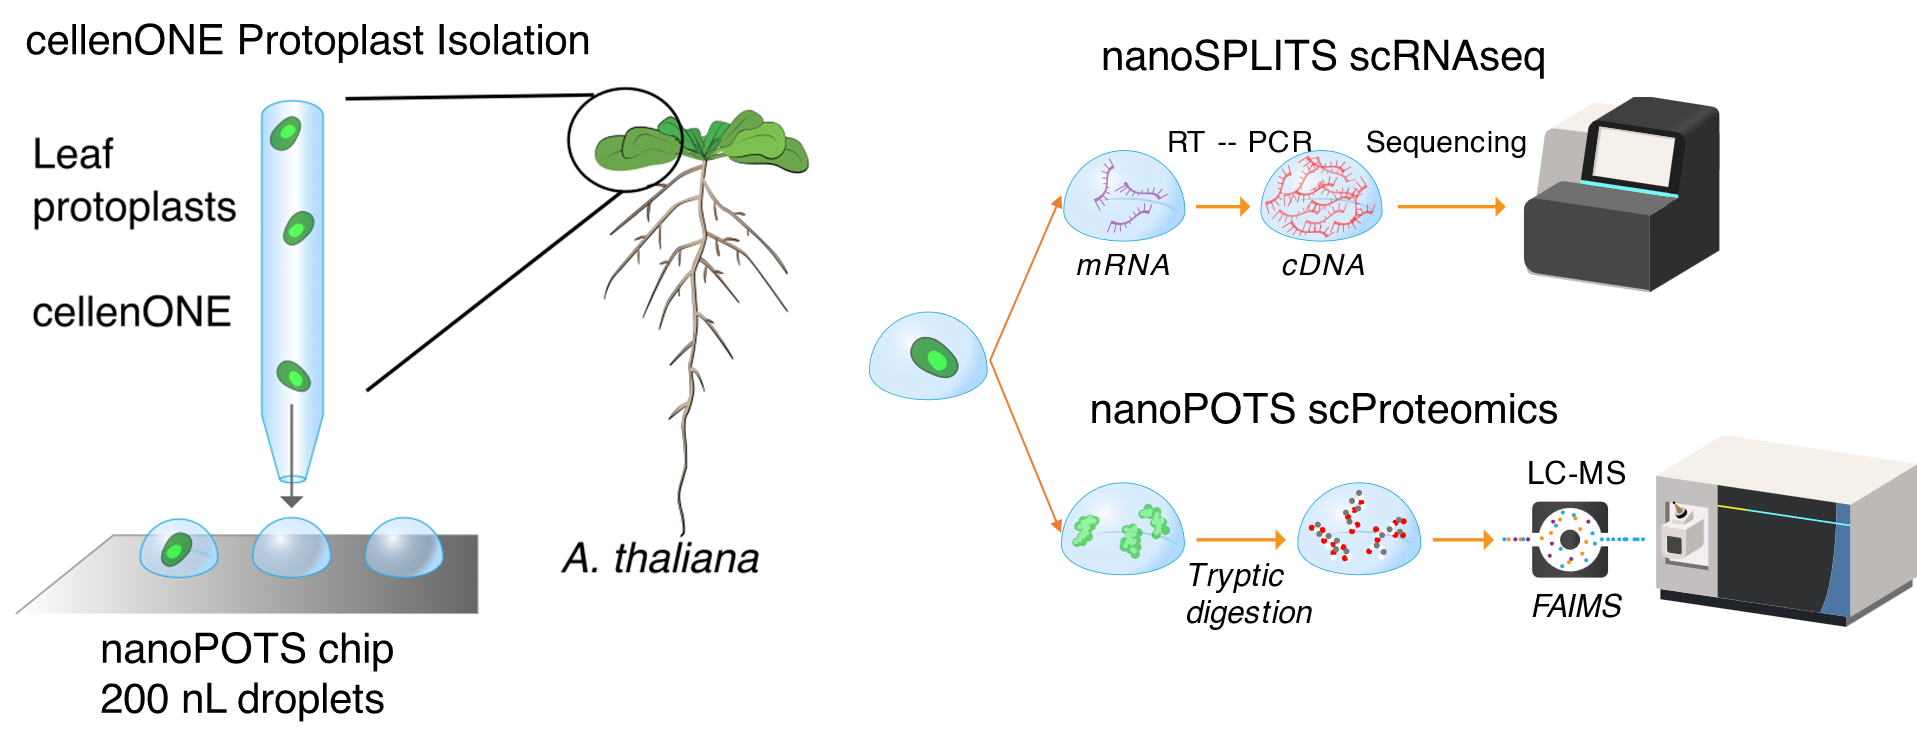 cellenONE Protoplast Isolation
Leaf
protoplasts
cellenONE
nanoPOTS chip
200 nL droplets
A. thaliana
nanoSPLITS scRNAseq
RT -- PCR
Sequencing
mRNA
cDNA
nanoPOTS scProteomics
LC-MS
Tryptic
digestion
FAIMS